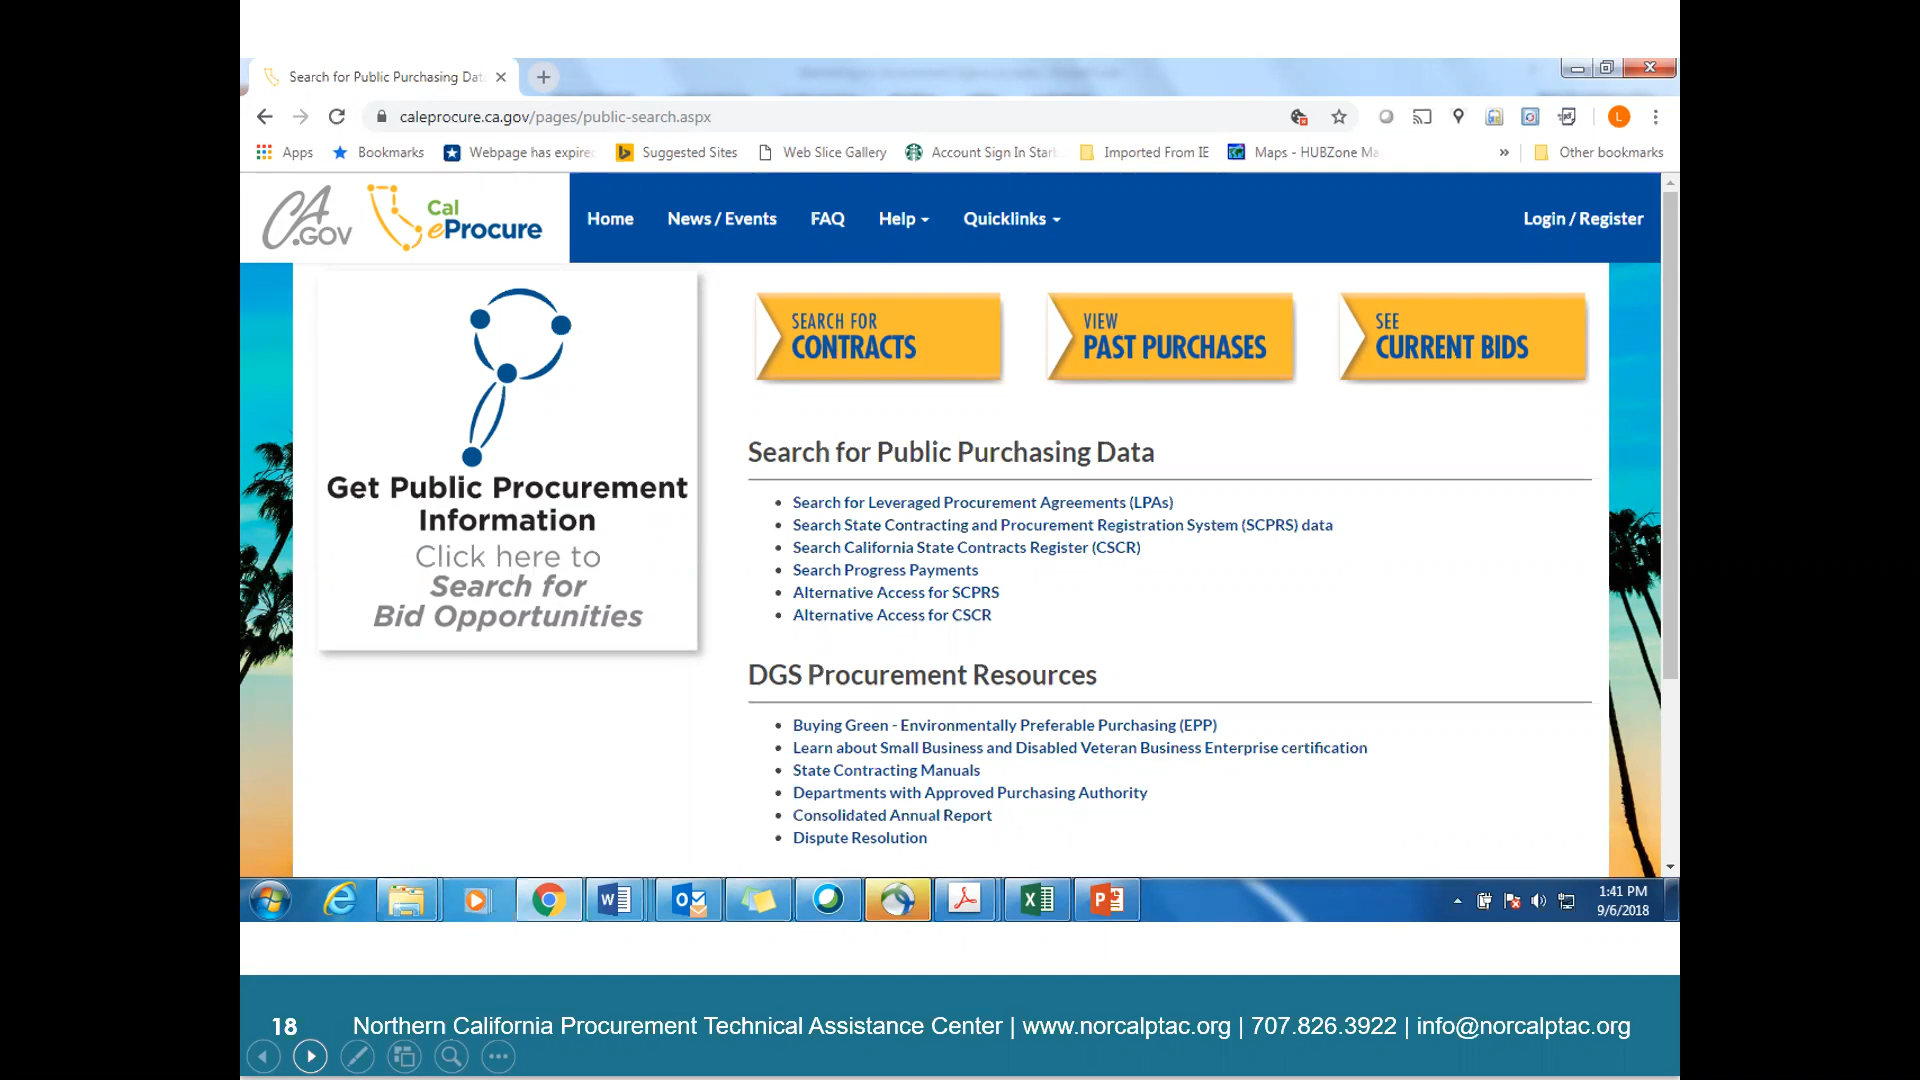 Search for Public Purchasing Dat
caleprocure.ca.gov/pages/public-search.aspx
L
Apps
Bookmarks
Webpage has expired
Suggested Sites
Web Slice Gallery
Account Sign In Star
Imported From IE
Maps - HUBZone Ma
»
Other bookmarks
CA.GOV
Cal
eProcure
Home
News / Events
FAQ
Help
Quicklinks
Login / Register
Get Public Procurement
Information
Click here to
Search for
Bid Opportunities
SEARCH FOR
CONTRACTS
VIEW
PAST PURCHASES
SEE
CURRENT BIDS
Search for Public Purchasing Data
• Search for Leveraged Procurement Agreements (LPAs)
• Search State Contracting and Procurement Registration System (SCPRS) data
• Search California State Contracts Register (CSCR)
• Search Progress Payments
• Alternative Access for SCPRS
• Alternative Access for CSCR
DGS Procurement Resources
• Buying Green - Environmentally Preferable Purchasing (EPP)
• Learn about Small Business and Disabled Veteran Business Enterprise certification
• State Contracting Manuals
• Departments with Approved Purchasing Authority
• Consolidated Annual Report
• Dispute Resolution
1:41 PM
9/6/2018
18 Northern California Procurement Technical Assistance Center | www.norcalptac.org | 707.826.3922 | info@norcalptac.org